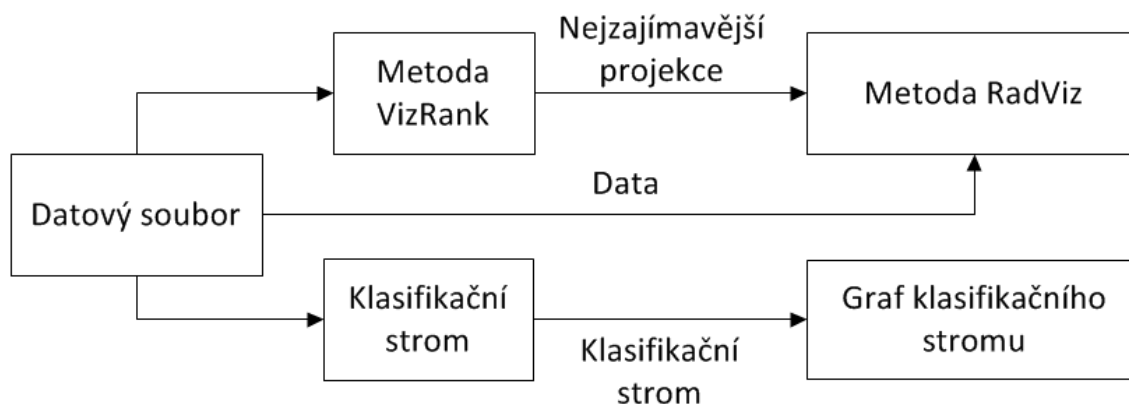 Metoda
VizRank
Nejzajímavější
projekce
Metoda RadViz
Datový soubor
Data
Klasifikační
strom
Klasifikační
strom
Graf klasifikačního
stromu